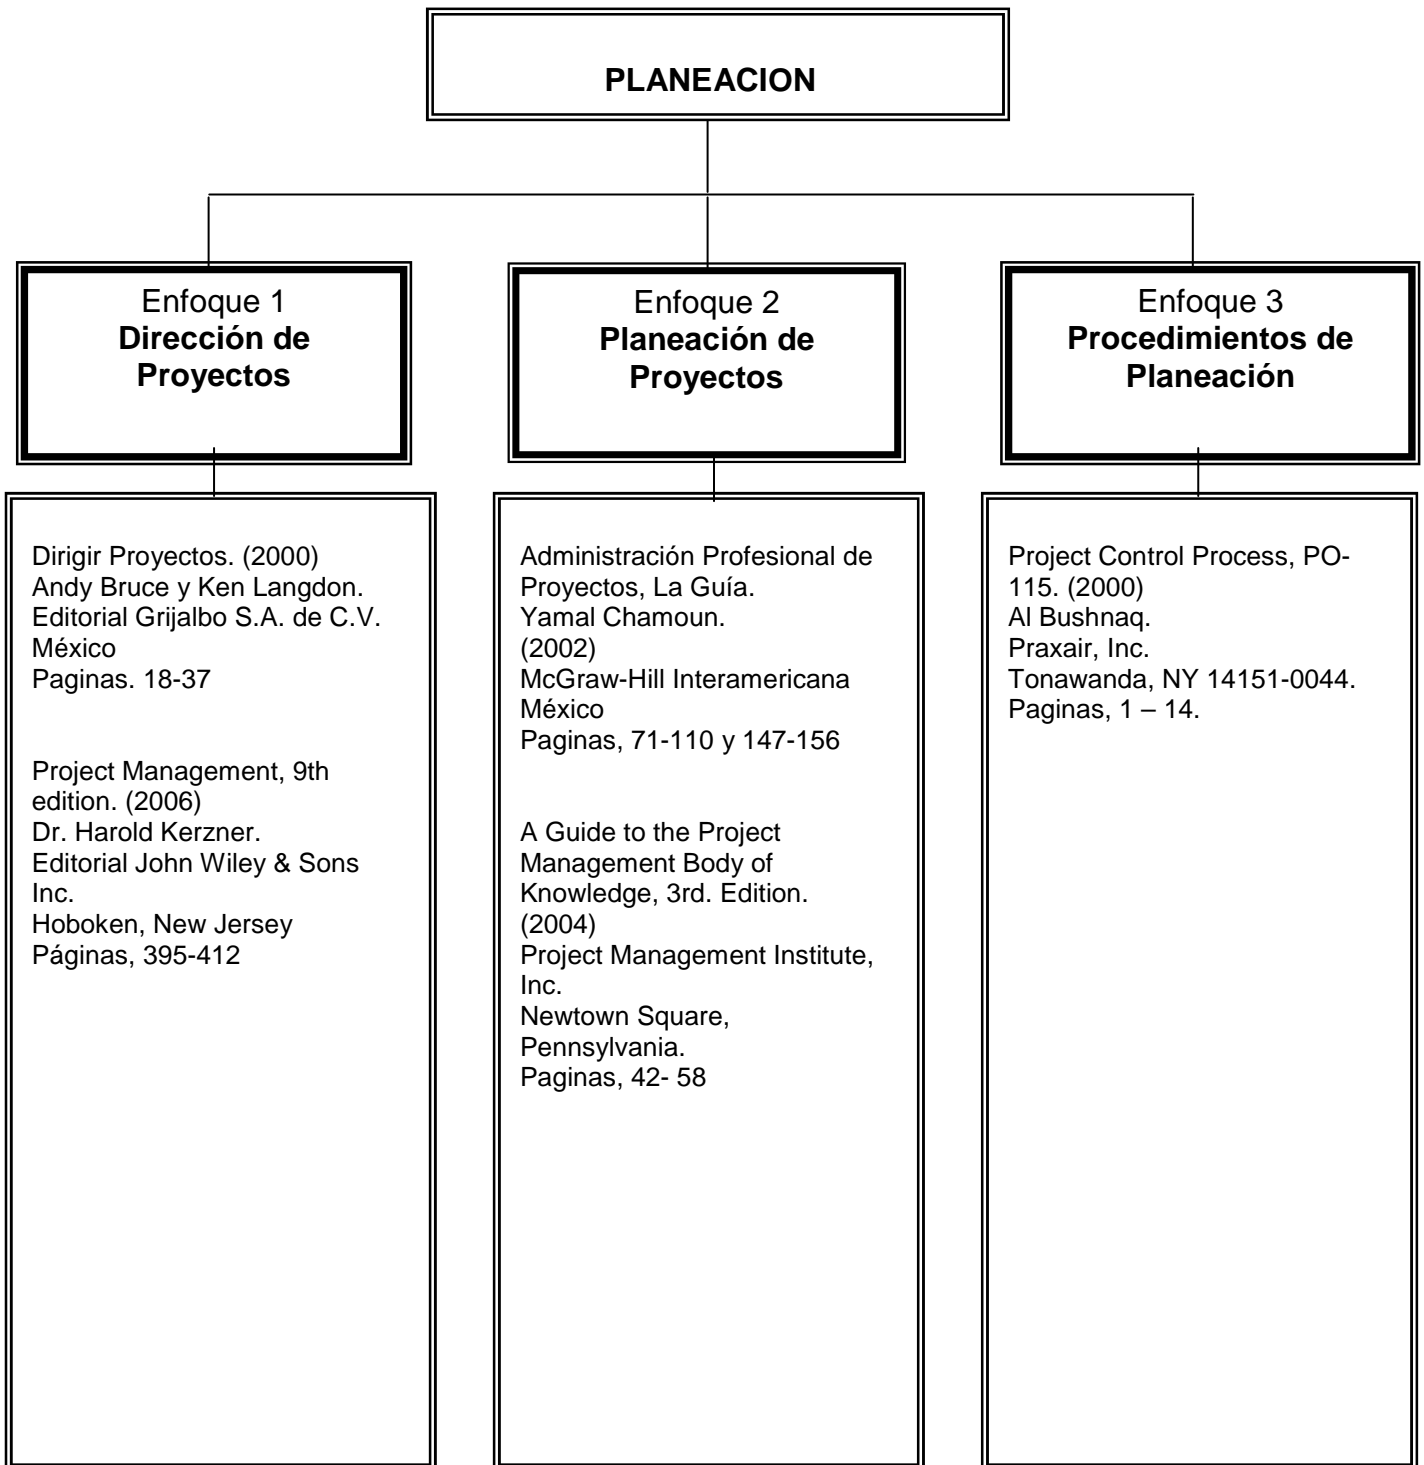 PLANEACION
Enfoque 1
Dirección de
Proyectos
Enfoque 2
Planeación de
Proyectos
Enfoque 3
Procedimientos de
Planeación
Dirigir Proyectos. (2000)
Andy Bruce y Ken Langdon.
Editorial Grijalbo S.A. de C.V.
México
Paginas. 18-37
Project Management, 9th
edition. (2006)
Dr. Harold Kerzner.
Editorial John Wiley & Sons
Inc.
Hoboken, New Jersey
Páginas, 395-412
Administración Profesional de
Proyectos, La Guía.
Yamal Chamoun.
(2002)
McGraw-Hill Interamericana
México
Paginas, 71-110 y 147-156
A Guide to the Project
Management Body of
Knowledge, 3rd. Edition.
(2004)
Project Management Institute,
Inc.
Newtown Square,
Pennsylvania.
Paginas, 42- 58
Project Control Process, PO-
115. (2000)
Al Bushnaq.
Praxair, Inc.
Tonawanda, NY 14151-0044.
Paginas, 1 – 14.